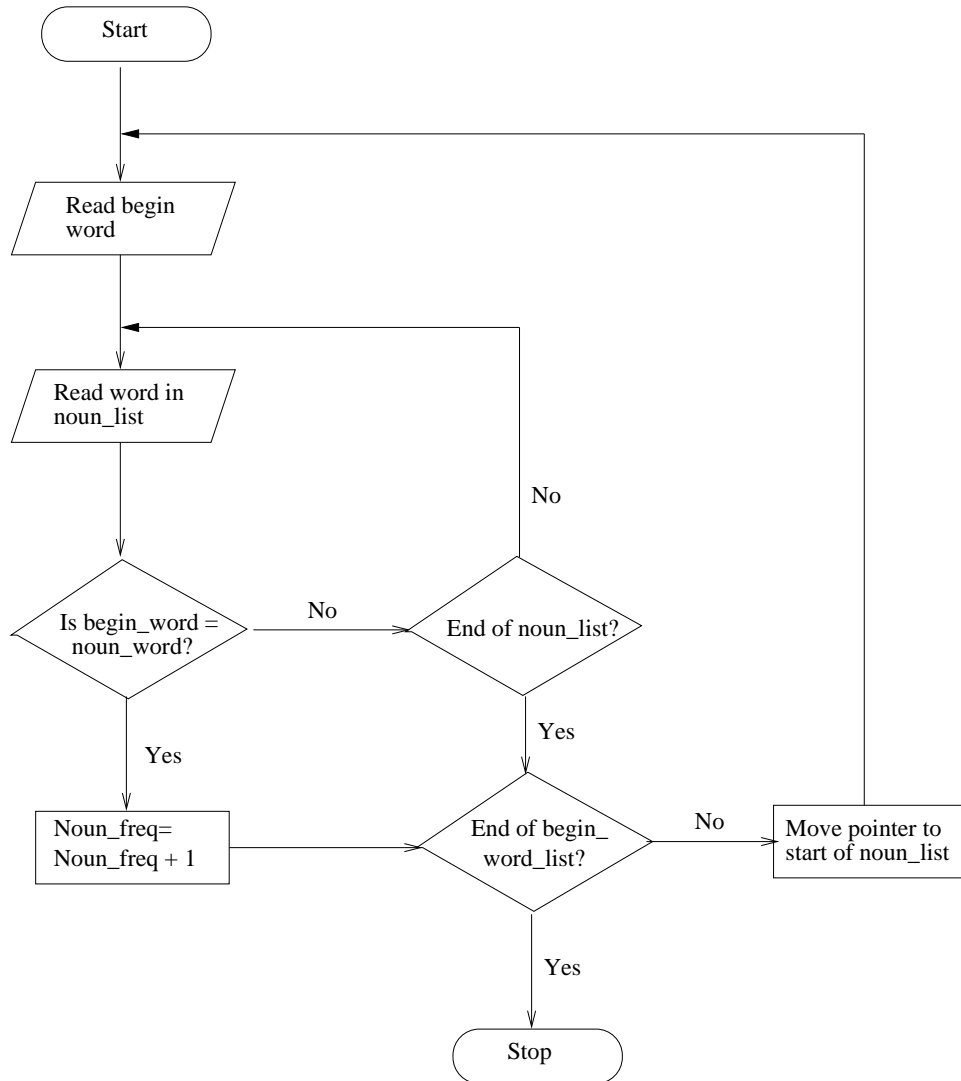 Start
Read begin
word
Read word in
noun_list
No
Is begin_word =
noun_word?
No
End of noun_list?
Yes
Yes
Noun_freq=
Noun_freq + 1
End of begin_
word_list?
No
Move pointer to
start of noun_list
Yes
Stop